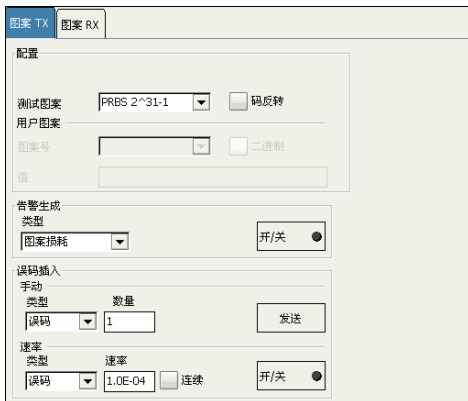 图案 TX 图案 RX
配置
测试图案 PRBS 2^31-1 码反转
用户图案
图案号 二进制
值
告警生成
类型
图案损耗 开/关
误码插入
手动
类型 数量
误码 1 发送
速率
类型 速率
误码 1.0E-04 连续 开/关